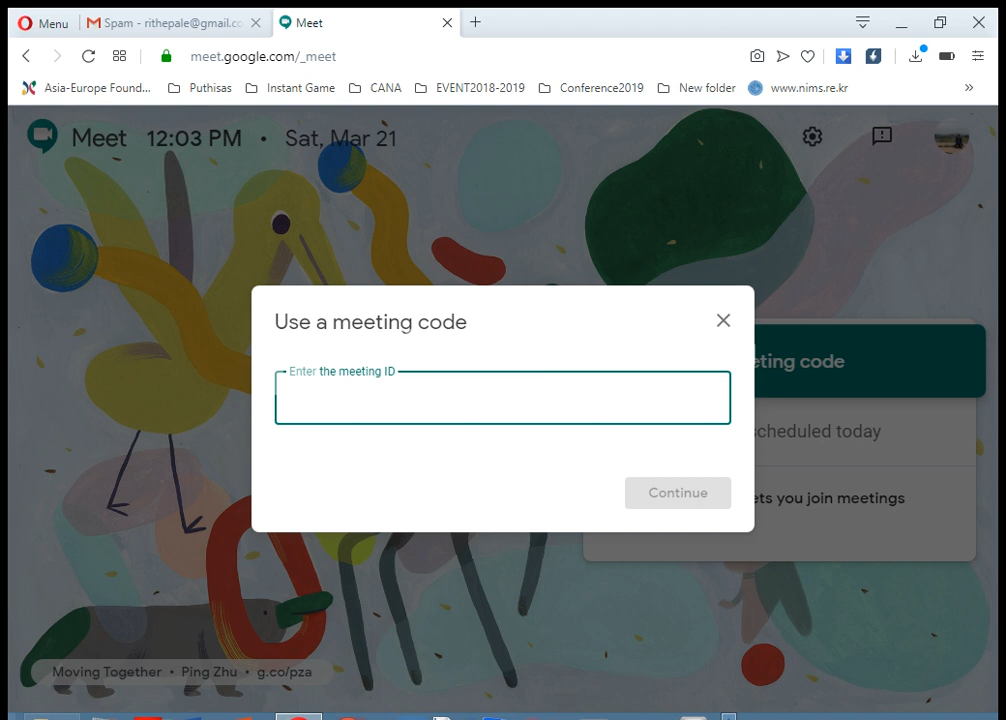 Menu
Spam - rithepale@gmail.co
Meet
meet.google.com/_meet
Asia-Europe Found...
Puthisas
Instant Game
CANA
EVENT2018-2019
Conference2019
New folder
www.nims.re.kr
»
Meet 12:03 PM • Sat, Mar 21
Use a meeting code
Enter the meeting ID
eting code
scheduled today
Continue
ets you join meetings
Moving Together • Ping Zhu • g.co/pza